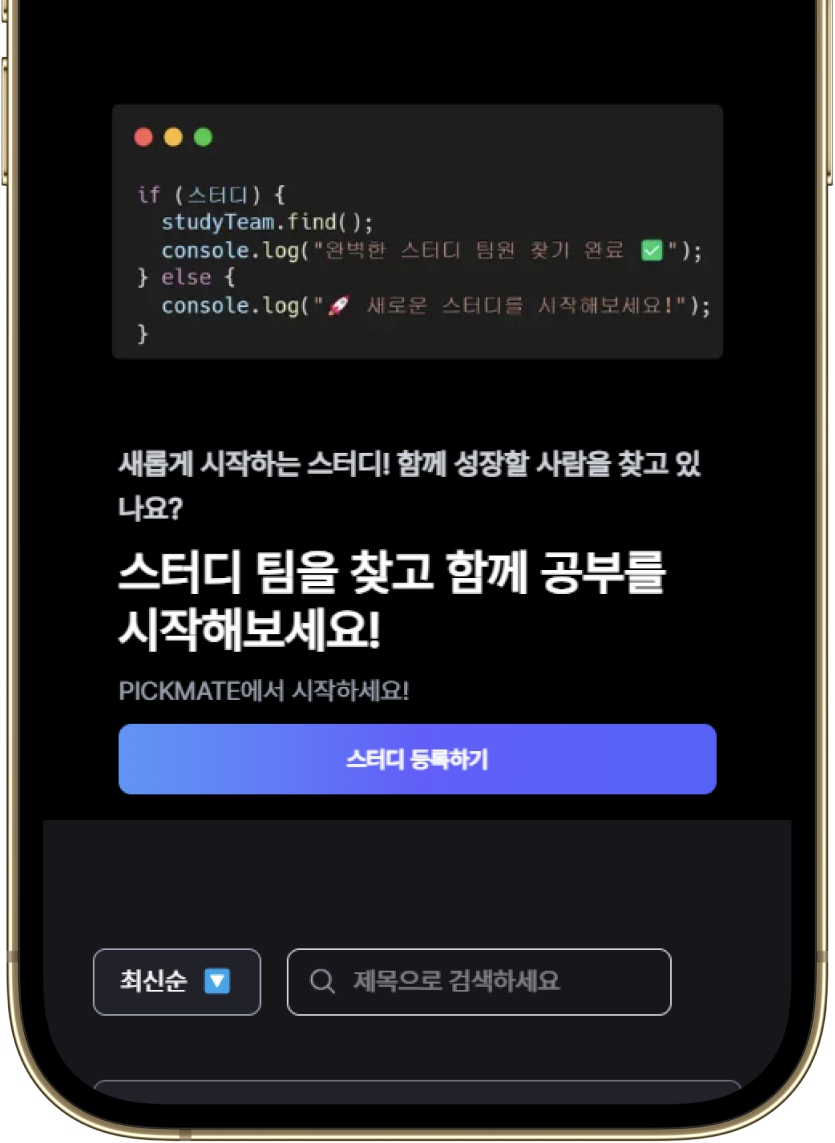 if (스터디) {
studyTeam.find();
console.log("완벽한 스터디 팀원 찾기 완료 ✅");
} else {
console.log("🚀 새로운 스터디를 시작해보세요!");
}
새롭게 시작하는 스터디! 함께 성장할 사람을 찾고 있
나요?
스터디 팀을 찾고 함께 공부를
시작해보세요!
PICKMATE에서 시작하세요!
스터디 등록하기
최신순 🔽
제목으로 검색하세요